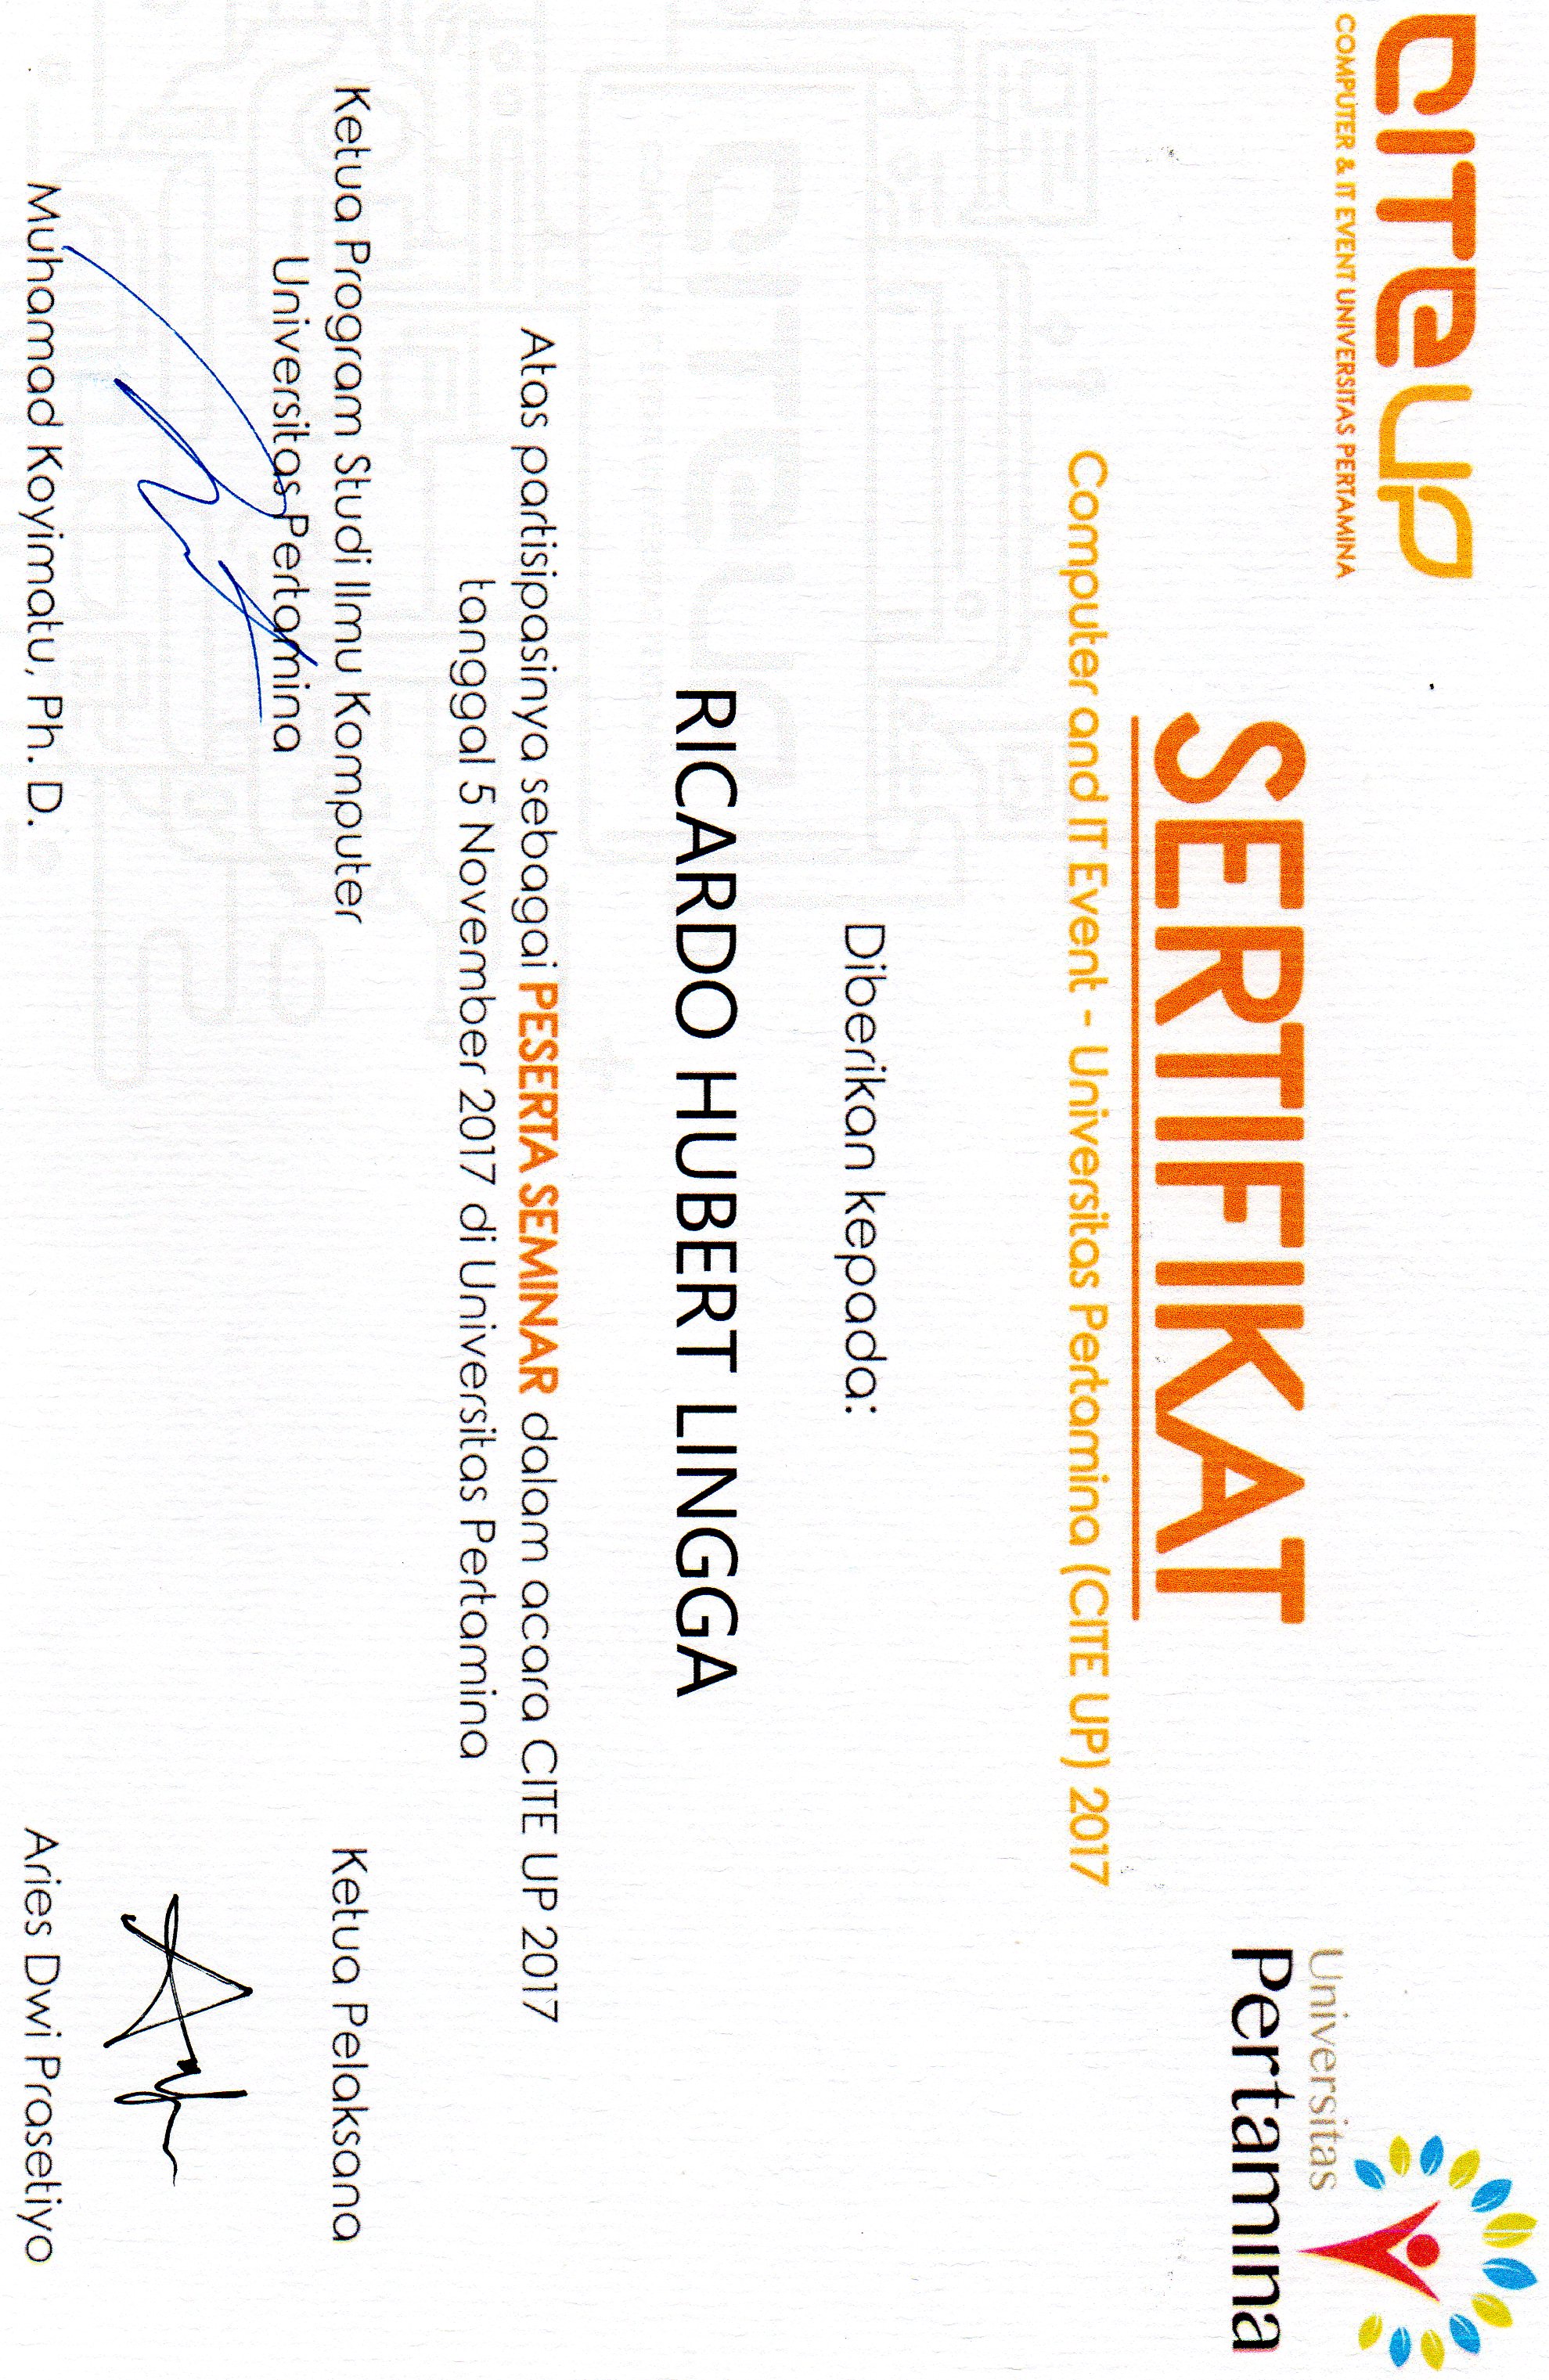 CITEUP
COMPUTER & IT EVENT UNIVERSITAS PERTAMINA
Universitas
Pertamina
SERTIFIKAT
Computer and IT Event - Universitas Pertamina (CITE UP) 2017
Diberikan kepada:
RICARDO HUBERT LINGGA
Atas partisipasinya sebagai PESERTA SEMINAR dalam acara CITE UP 2017
tanggal 5 November 2017 di Universitas Pertamina
Ketua Program Studi Ilmu Komputer
Universitas Pertamina
Muhamad Koyimatu, Ph. D.
Ketua Pelaksana
Aries Dwi Prasetiyo